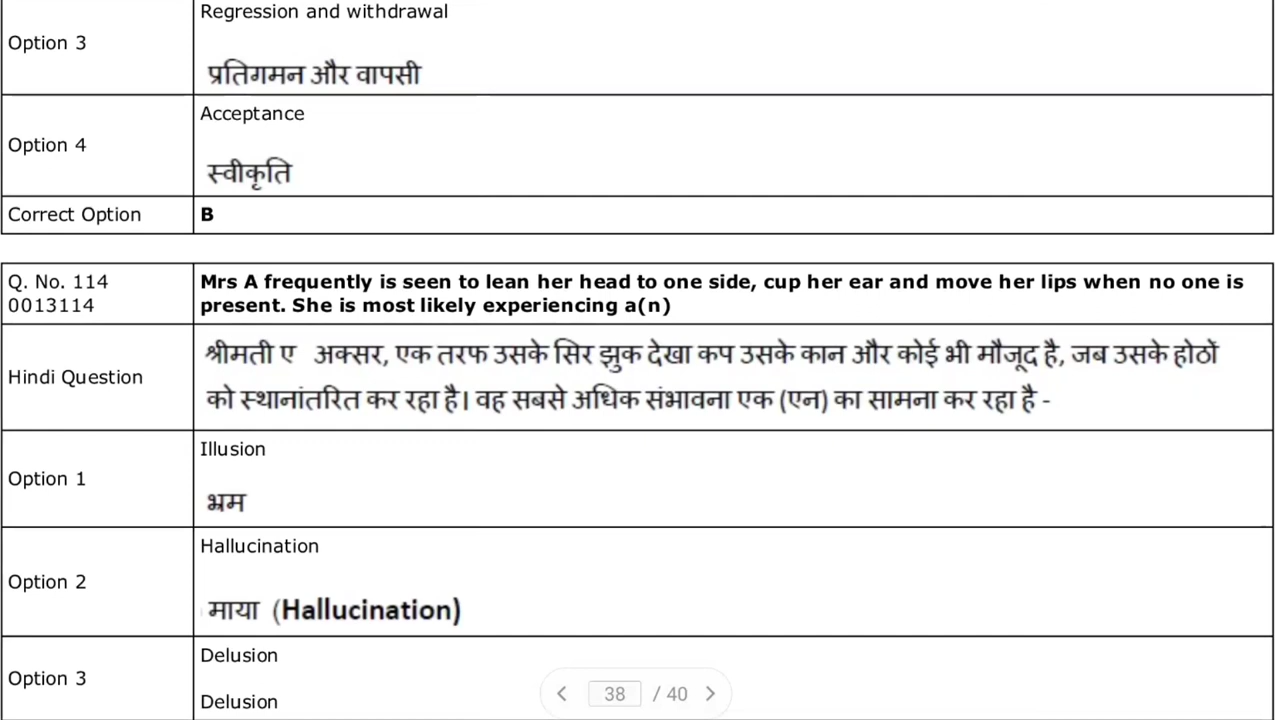 Regression and withdrawal
Option 3
प्रतिगमन और वापसी
Acceptance
Option 4
स्वीकृति
Correct Option B
Q. No. 114 Mrs A frequently is seen to lean her head to one side, cup her ear and move her lips when no one is
0013114 present. She is most likely experiencing a(n)
श्रीमती ए अक्सर, एक तरफ उसके सिर झुक देखा कप उसके कान और कोई भी मौजूद है, जब उसके होठों
Hindi Question
को स्थानांतरित कर रहा है। वह सबसे अधिक संभावना एक (एन) का सामना कर रहा है -
Illusion
Option 1
भ्रम
Hallucination
Option 2
माया (Hallucination)
Delusion
Option 3
Delusion
38 / 40